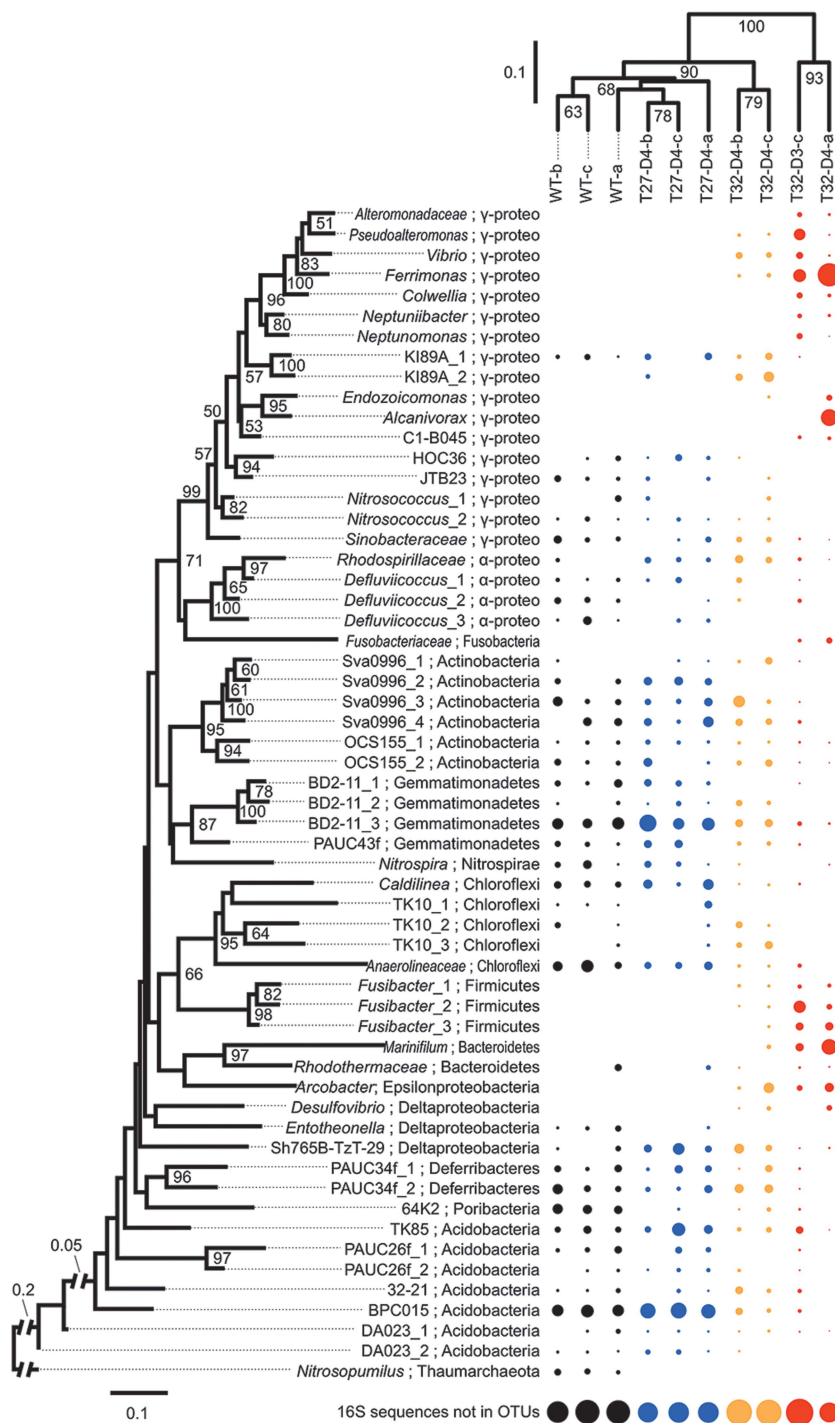 100
0.1
90
93
68
63
78
79
WT-b
WT-c
WT-a
T27-D4-b
T27-D4-c
T27-D4-a
T32-D4-b
T32-D4-c
T32-D3-c
T32-D4-a
Alteromonadaceae ; γ-proteo
51
Pseudoalteromonas ; γ-proteo
Vibrio ; γ-proteo
83
Ferrimonas ; γ-proteo
100
Colwellia ; γ-proteo
96
Neptuniibacter ; γ-proteo
80
Neptunomonas ; γ-proteo
KI89A_1 ; γ-proteo
100
57
KI89A_2 ; γ-proteo
Endozoicomonas ; γ-proteo
95
50
Alcanivorax ; γ-proteo
53
C1-B045 ; γ-proteo
57
HOC36 ; γ-proteo
94
JTB23 ; γ-proteo
99
Nitrosococcus_1 ; γ-proteo
82
Nitrosococcus_2 ; γ-proteo
Sinobacteraceae ; γ-proteo
71
Rhodospirillaceae ; α-proteo
97
Defluviicoccus_1 ; α-proteo
65
Defluviicoccus_2 ; α-proteo
100
Defluviicoccus_3 ; α-proteo
Fusobacteriaceae ; Fusobacteria
Sva0996_1 ; Actinobacteria
60
Sva0996_2 ; Actinobacteria
61
Sva0996_3 ; Actinobacteria
100
Sva0996_4 ; Actinobacteria
95
OCS155_1 ; Actinobacteria
94
OCS155_2 ; Actinobacteria
BD2-11_1 ; Gemmatimonadetes
78
BD2-11_2 ; Gemmatimonadetes
100
BD2-11_3 ; Gemmatimonadetes
87
PAUC43f ; Gemmatimonadetes
Nitrospira ; Nitrospirae
Caldilinea ; Chloroflexi
TK10_1 ; Chloroflexi
TK10_2 ; Chloroflexi
64
95
TK10_3 ; Chloroflexi
Anaerolineaceae ; Chloroflexi
66
Fusibacter_1 ; Firmicutes
82
Fusibacter_2 ; Firmicutes
98
Fusibacter_3 ; Firmicutes
Marinifilum ; Bacteroidetes
97
Rhodothermaceae ; Bacteroidetes
Arcobacter; Epsilonproteobacteria
Desulfovibrio ; Deltaproteobacteria
Entotheonella ; Deltaproteobacteria
Sh765B-TzT-29 ; Deltaproteobacteria
PAUC34f_1 ; Deferribacteres
96
PAUC34f_2 ; Deferribacteres
64K2 ; Poribacteria
TK85 ; Acidobacteria
0.05
PAUC26f_1 ; Acidobacteria
97
PAUC26f_2 ; Acidobacteria
0.2
32-21 ; Acidobacteria
BPC015 ; Acidobacteria
DA023_1 ; Acidobacteria
DA023_2 ; Acidobacteria
Nitrosopumilus ; Thaumarchaeota
0.1
16S sequences not in OTUs